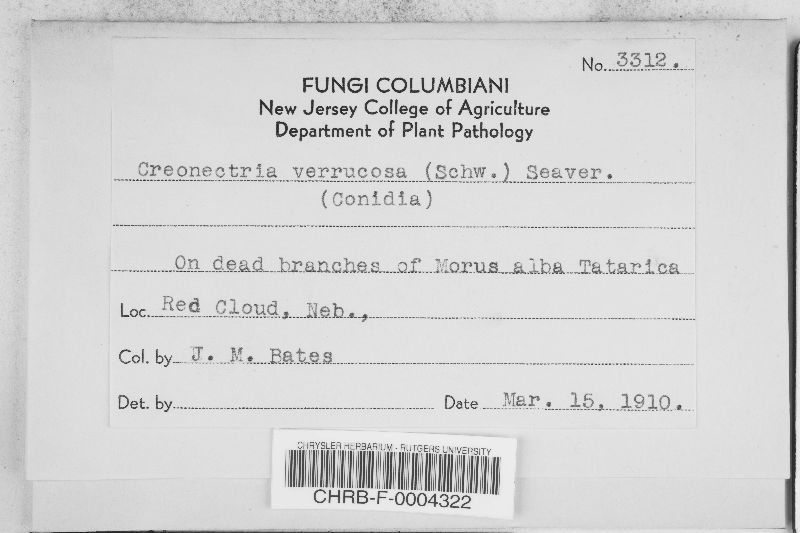 No. 3312.
FUNGI COLUMBIANI
New Jersey College of Agriculture
Department of Plant Pathology
Creonectria verrucosa (Schw.) Seaver.
(Conidia)
On dead branches of Morus alba Tatarica
Loc. Red Cloud, Neb.,
Col. by J. M. Bates
Det. by Date Mar. 15, 1910.
CHRYSLER HERBARIUM - RUTGERS UNIVERSITY
CHRB-F-0004322